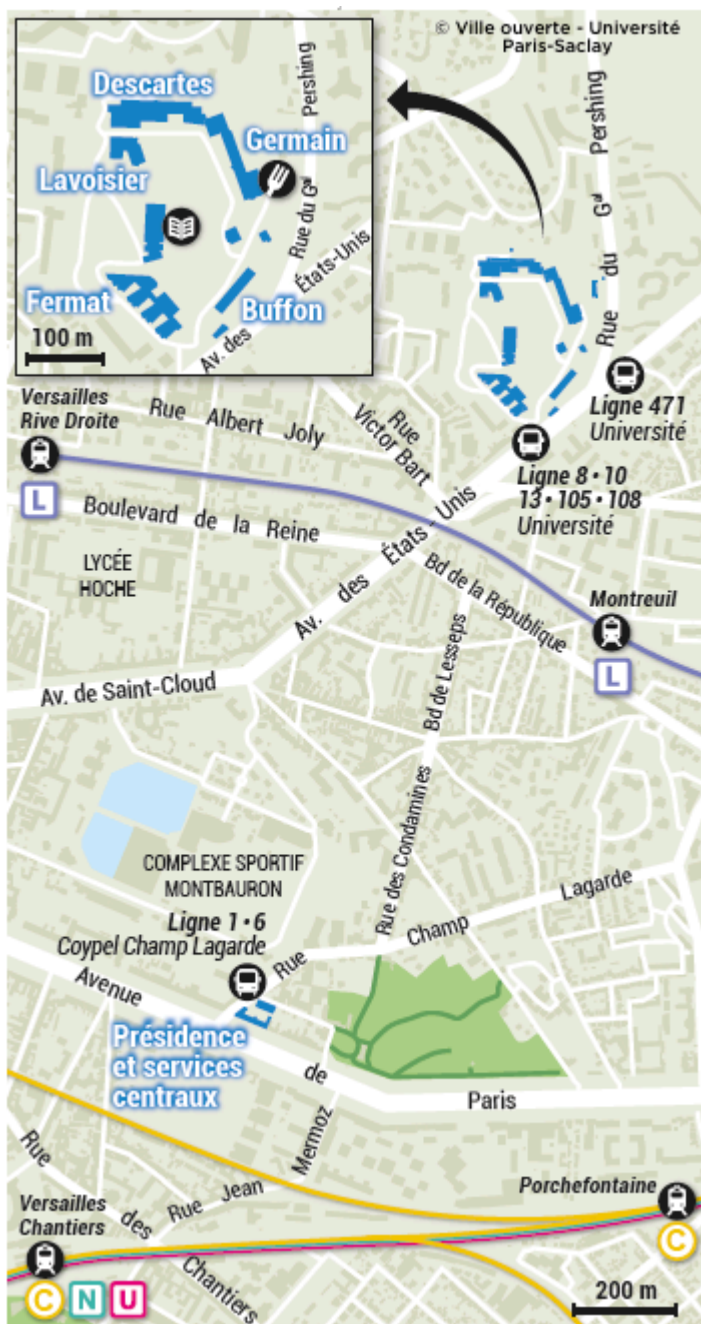 © Ville ouverte - Université
Paris-Saclay
Descartes
Germain
Lavoisier
Fermat
Buffon
Rue du Gᵃˡ Pershing
Av. des États-Unis
100 m
Rue du Gᵃˡ Pershing
Versailles
Rive Droite
L
Rue Albert Joly
Rue
Victor Bart
Ligne 471
Université
Ligne 8 • 10
13 • 105 • 108
Université
Boulevard de la Reine
Av. des États - Unis
LYCÉE
HOCHE
Bd de la République
Montreuil
L
Av. de Saint-Cloud
Bd de Lesseps
Rue des Condamines
COMPLEXE SPORTIF
MONTBAURON
Ligne 1 • 6
Coypel Champ Lagarde
Rue Champ Lagarde
Avenue de Paris
Présidence
et services
centraux
Rue Jean Mermoz
Rue des Chantiers
Porchefontaine
C
Versailles
Chantiers
C N U
200 m